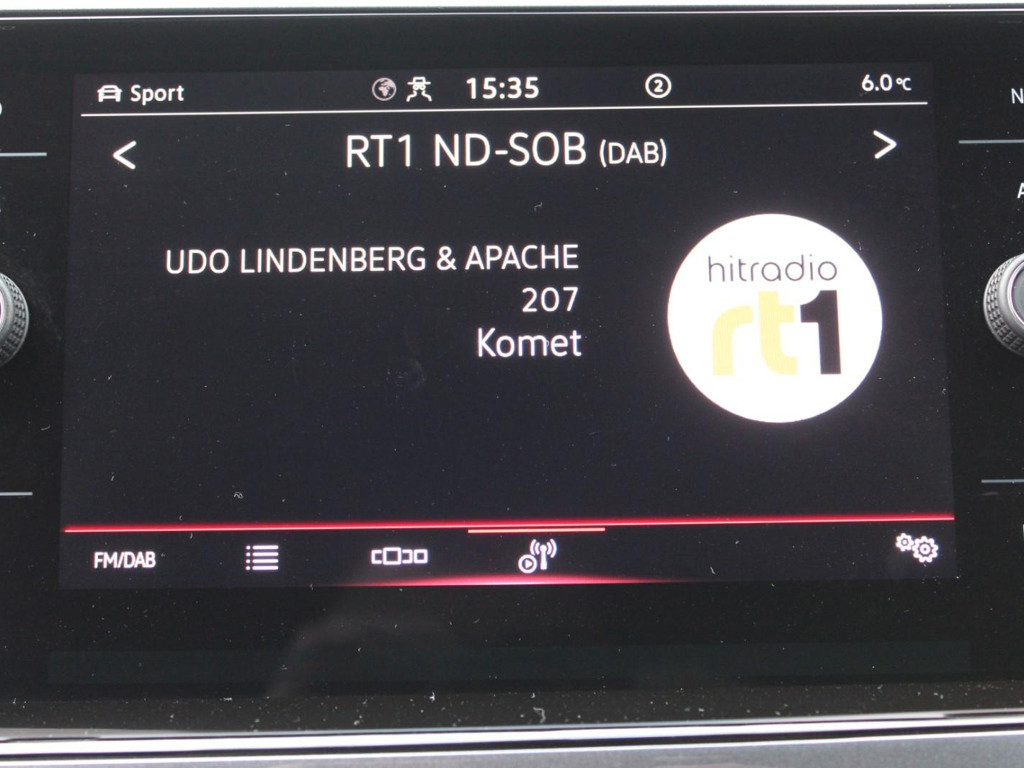 Sport 15:35 2 6.0 °C
< RT1 ND-SOB (DAB) >
UDO LINDENBERG & APACHE
207
Komet
hitradio
rt1
FM/DAB